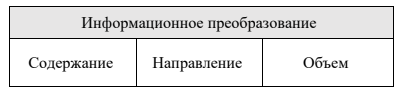 Информационное преобразование
Содержание Направление Объем